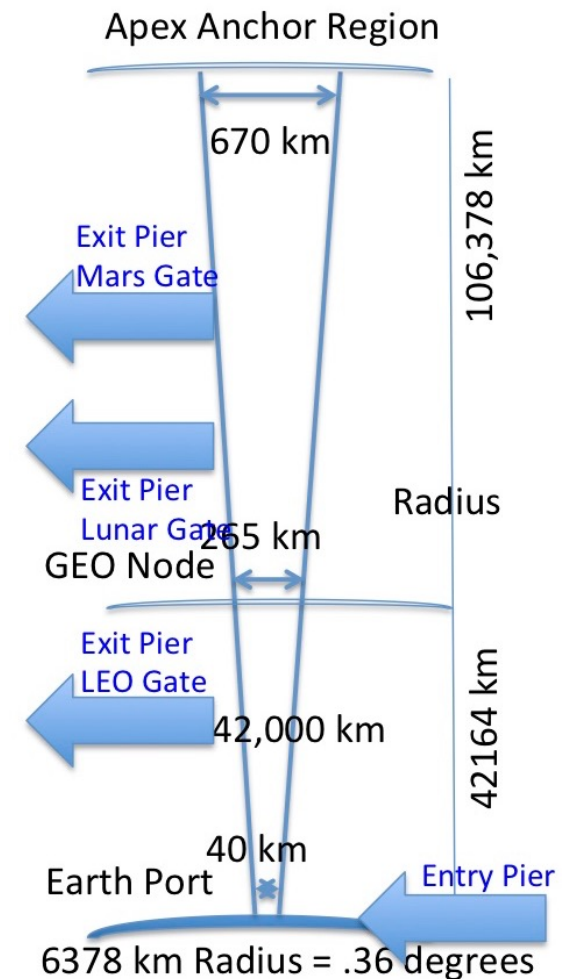 Apex Anchor Region
670 km
106,378 km
Exit Pier
Mars Gate
Exit Pier
Lunar Gate
Radius
265 km
GEO Node
Exit Pier
LEO Gate
42,000 km
42164 km
40 km
Earth Port
Entry Pier
6378 km Radius = .36 degrees